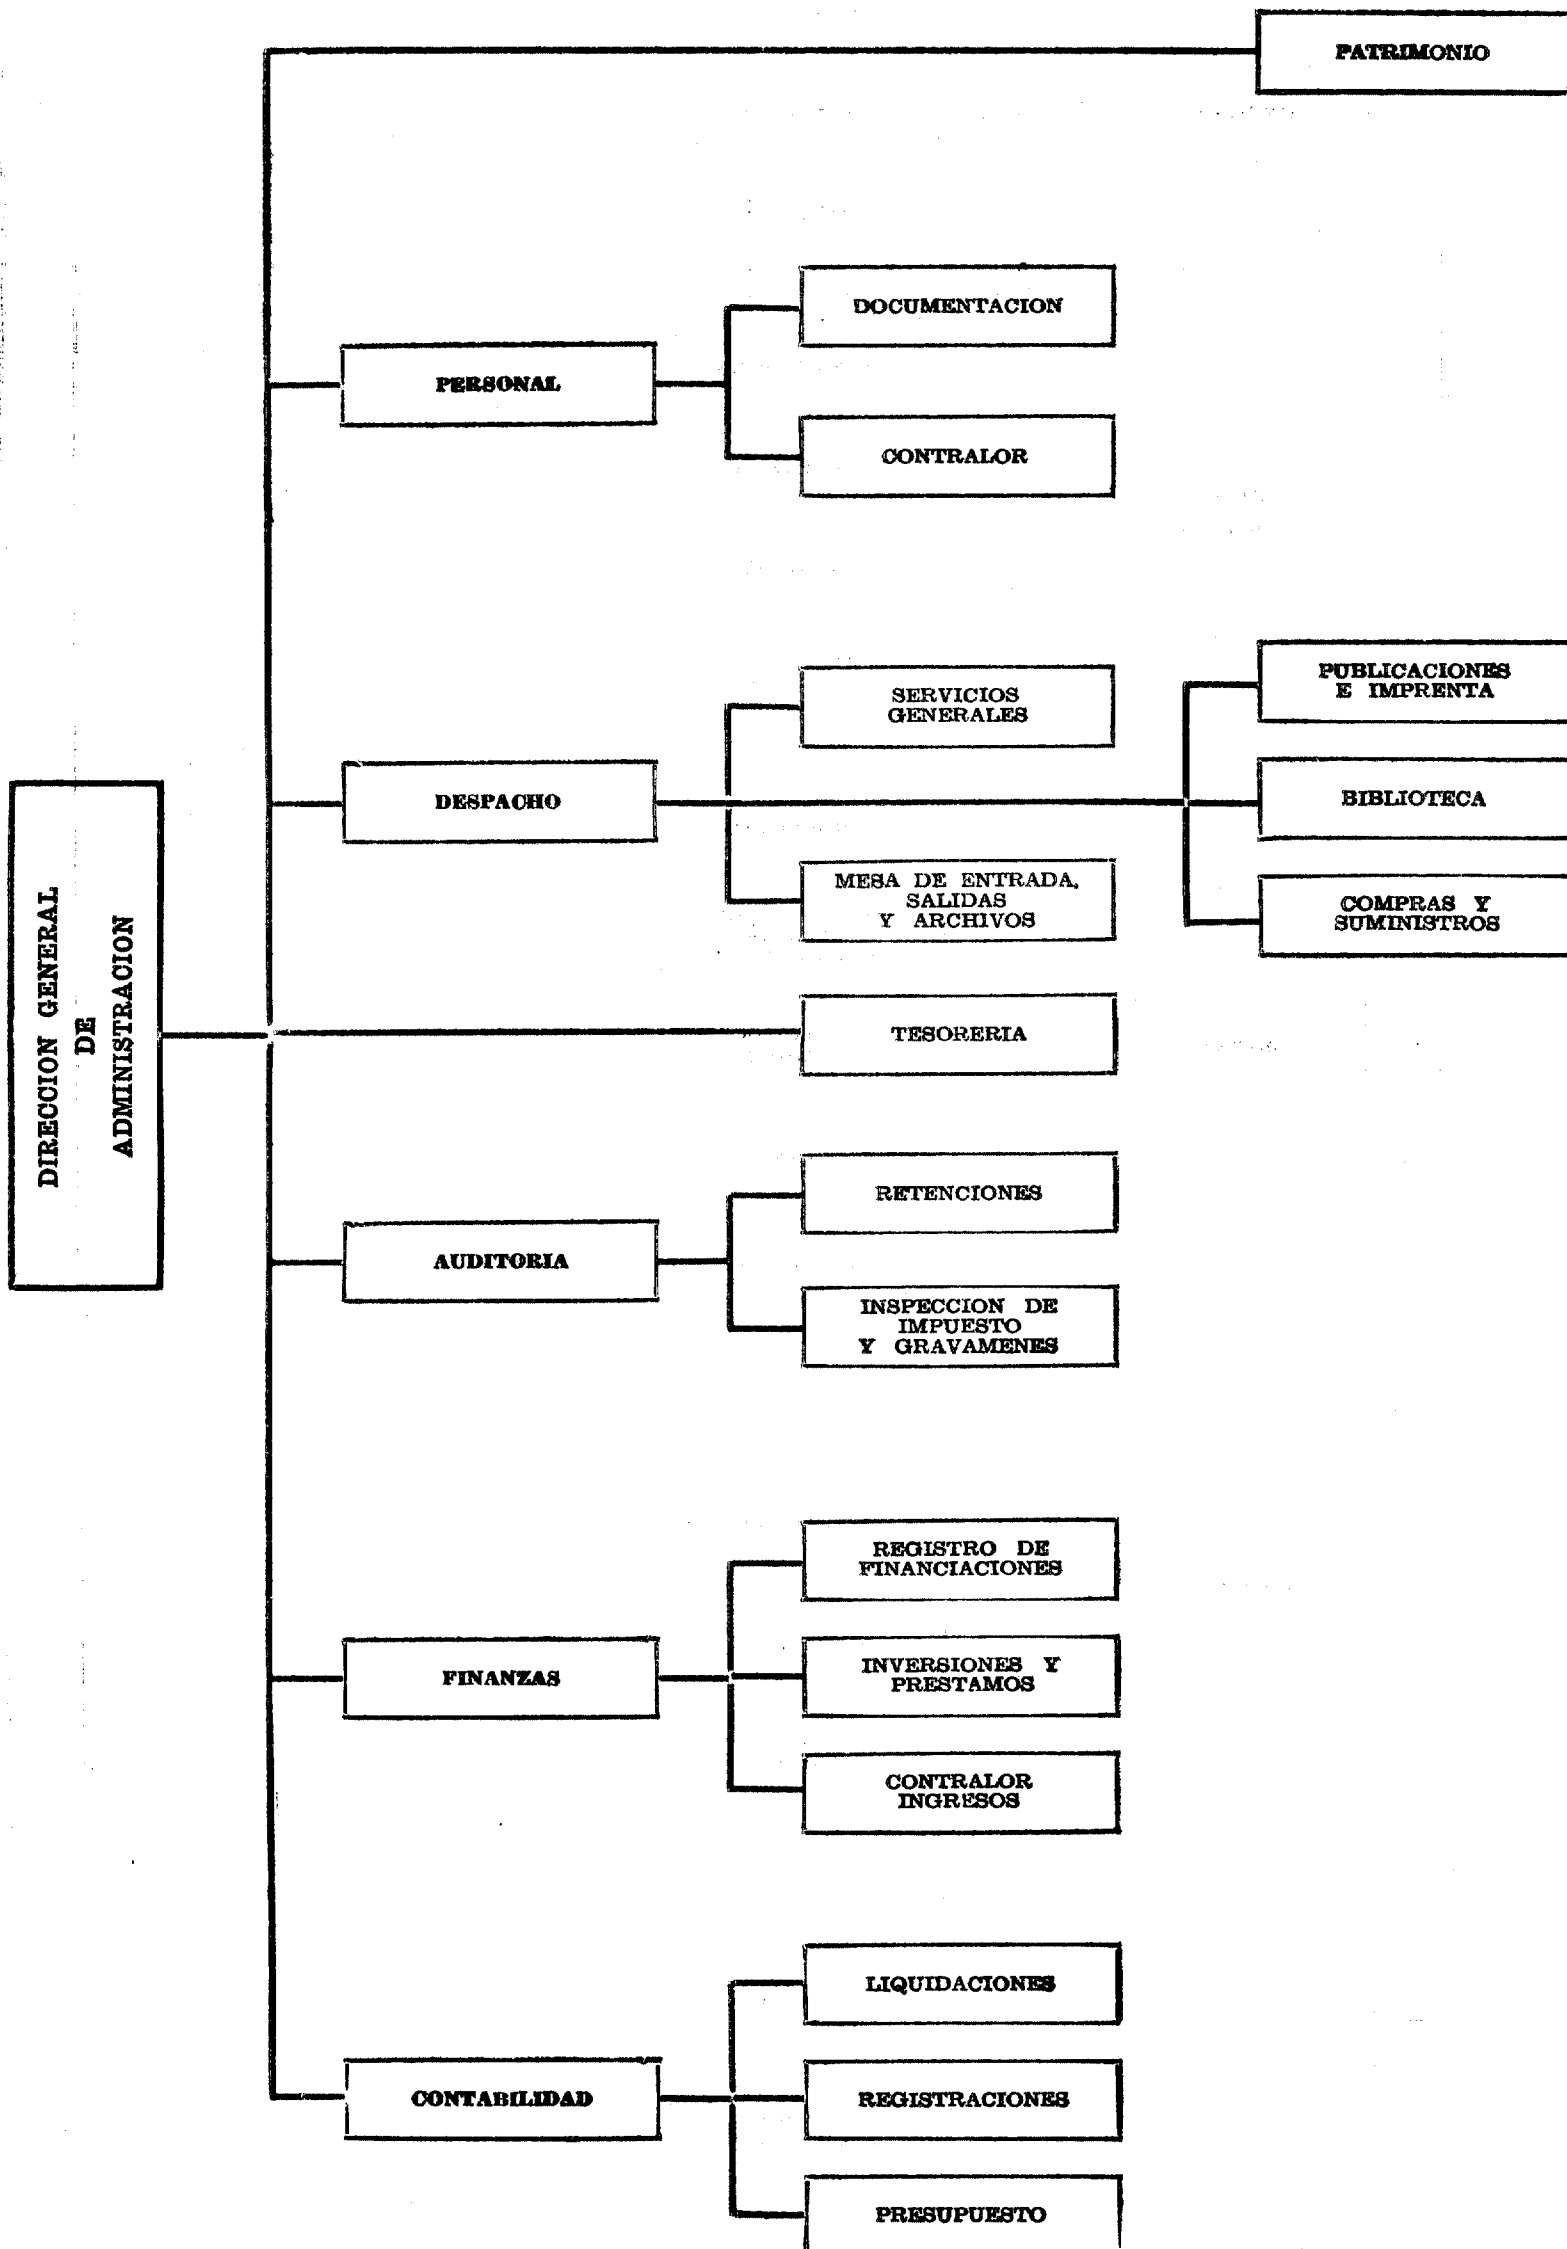 PATRIMONIO
DOCUMENTACION
PERSONAL
CONTRALOR
SERVICIOS
GENERALES
PUBLICACIONES
E IMPRENTA
DESPACHO
BIBLIOTECA
MESA DE ENTRADA,
SALIDAS
Y ARCHIVOS
COMPRAS Y
SUMINISTROS
DIRECCION GENERAL
DE
ADMINISTRACION
TESORERIA
RETENCIONES
AUDITORIA
INSPECCION DE
IMPUESTO
Y GRAVAMENES
REGISTRO DE
FINANCIACIONES
FINANZAS
INVERSIONES Y
PRESTAMOS
CONTRALOR
INGRESOS
LIQUIDACIONES
CONTABILIDAD
REGISTRACIONES
PRESUPUESTO